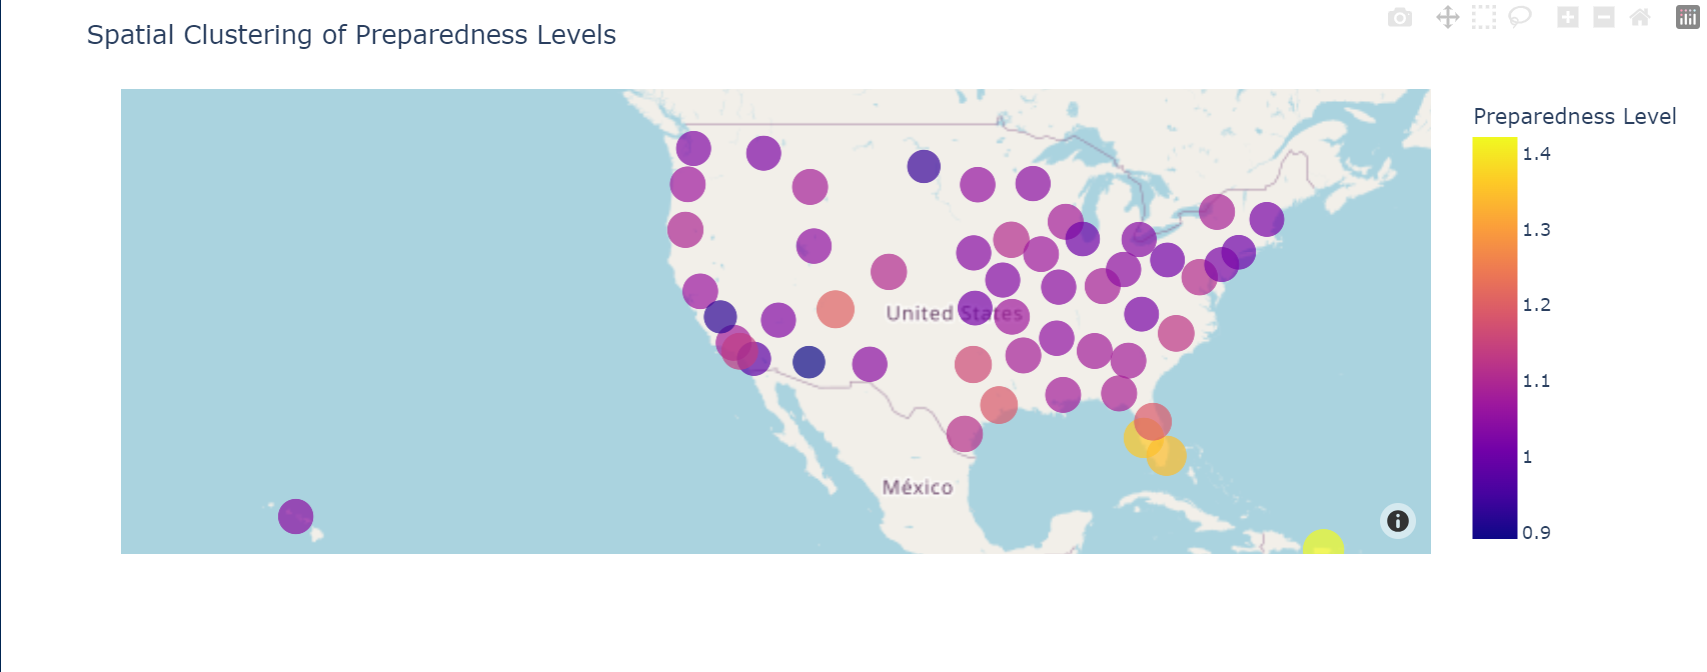 Spatial Clustering of Preparedness Levels
Preparedness Level
1.4
1.3
1.2
1.1
1
0.9
United States
México